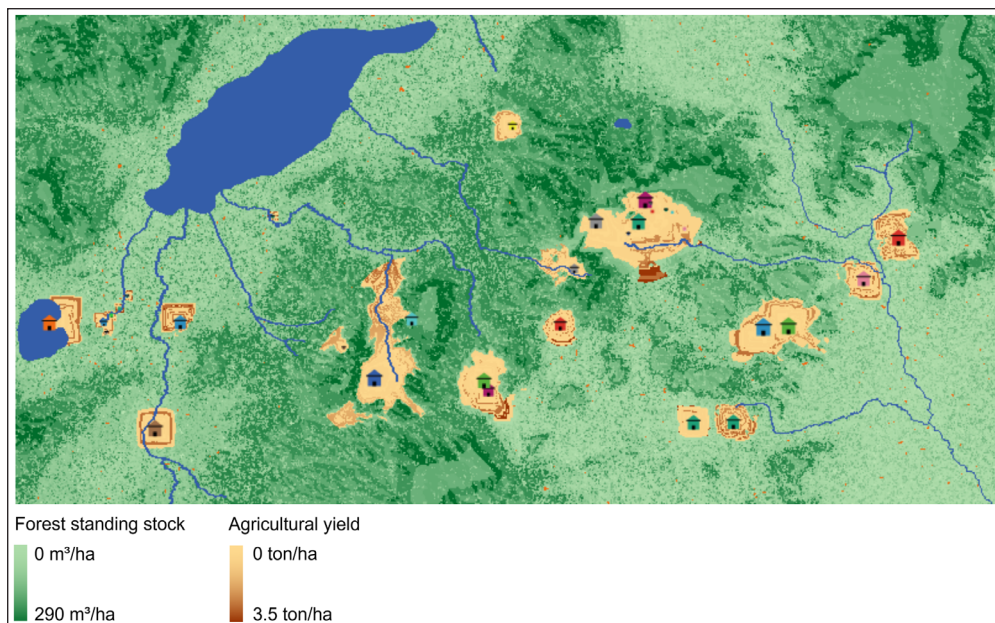 Forest standing stock
0 m³/ha
290 m³/ha
Agricultural yield
0 ton/ha
3.5 ton/ha